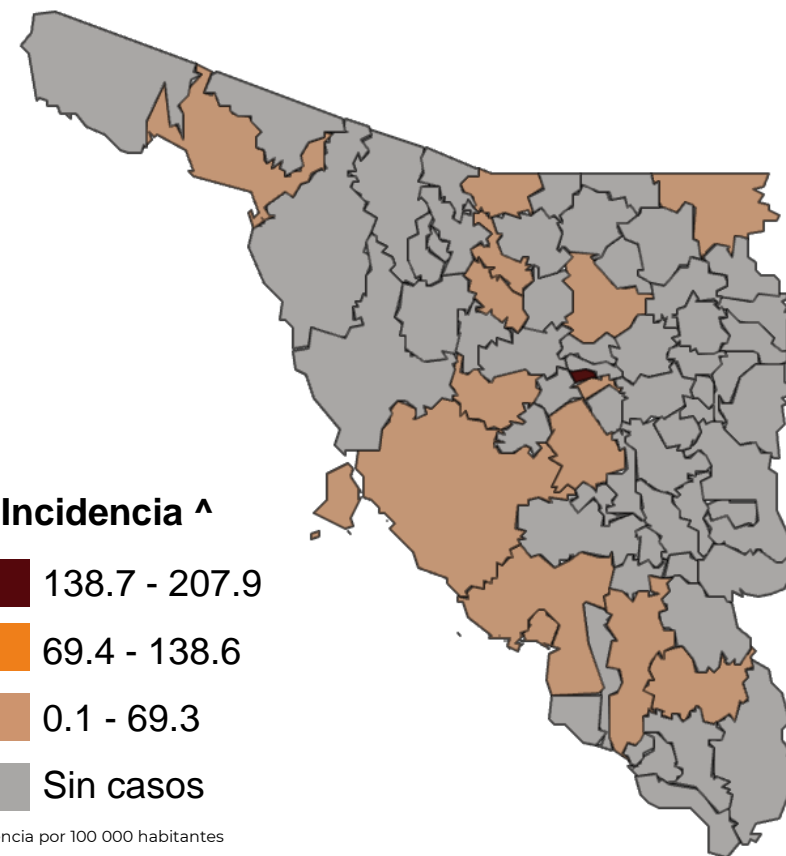 Incidencia ^
138.7 - 207.9
69.4 - 138.6
0.1 - 69.3
Sin casos
encia por 100 000 habitantes